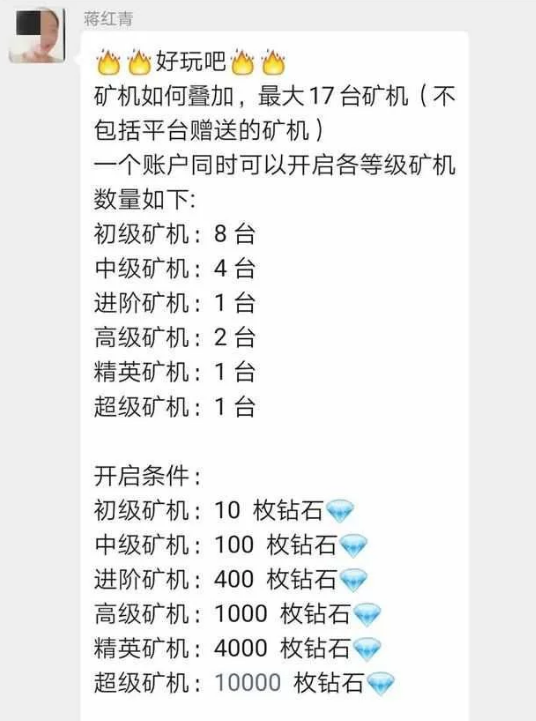 蒋红青
🔥🔥好玩吧🔥🔥
矿机如何叠加，最大17台矿机（不
包括平台赠送的矿机）
一个账户同时可以开启各等级矿机
数量如下:
初级矿机：8 台
中级矿机：4 台
进阶矿机：1 台
高级矿机：2 台
精英矿机：1 台
超级矿机：1 台
开启条件：
初级矿机：10 枚钻石💎
中级矿机：100 枚钻石💎
进阶矿机：400 枚钻石💎
高级矿机：1000 枚钻石💎
精英矿机：4000 枚钻石💎
超级矿机：10000 枚钻石💎